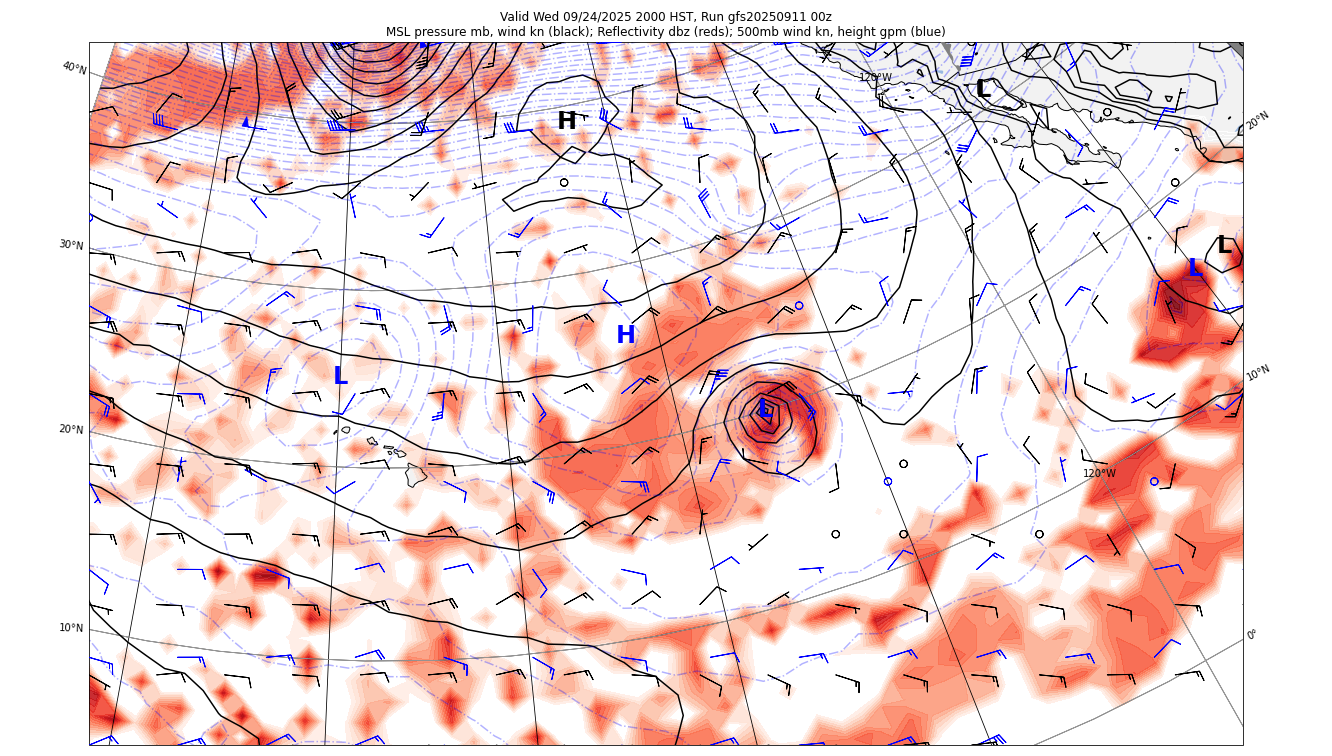 Valid Wed 09/24/2025 2000 HST, Run gfs20250911 00z
MSL pressure mb, wind kn (black); Reflectivity dbz (reds); 500mb wind kn, height gpm (blue)
40°N
120°W
L
H
20°N
30°N
L
L
H
L
10°N
L
20°N
120°W
10°N
0°